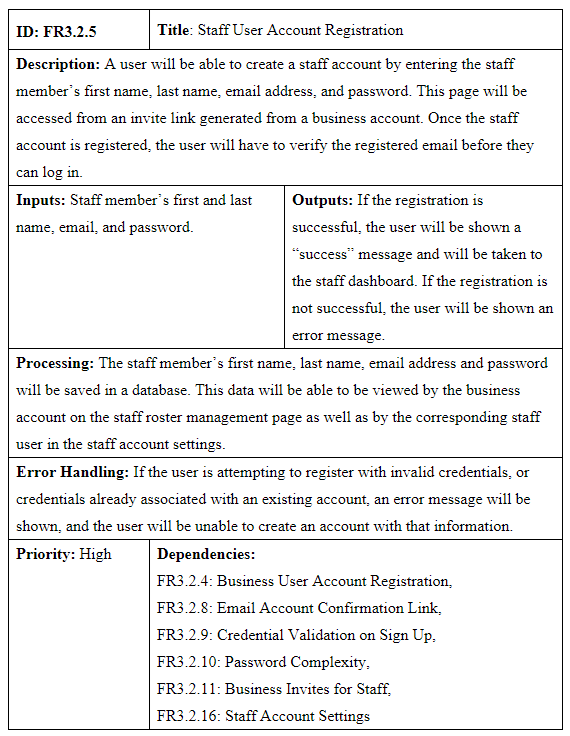 ID: FR3.2.5
Title: Staff User Account Registration
Description: A user will be able to create a staff account by entering the staff
member’s first name, last name, email address, and password. This page will be
accessed from an invite link generated from a business account. Once the staff
account is registered, the user will have to verify the registered email before they
can log in.
Inputs: Staff member’s first and last
name, email, and password.
Outputs: If the registration is
successful, the user will be shown a
“success” message and will be taken to
the staff dashboard. If the registration is
not successful, the user will be shown an
error message.
Processing: The staff member’s first name, last name, email address and password
will be saved in a database. This data will be able to be viewed by the business
account on the staff roster management page as well as by the corresponding staff
user in the staff account settings.
Error Handling: If the user is attempting to register with invalid credentials, or
credentials already associated with an existing account, an error message will be
shown, and the user will be unable to create an account with that information.
Priority: High
Dependencies:
FR3.2.4: Business User Account Registration,
FR3.2.8: Email Account Confirmation Link,
FR3.2.9: Credential Validation on Sign Up,
FR3.2.10: Password Complexity,
FR3.2.11: Business Invites for Staff,
FR3.2.16: Staff Account Settings